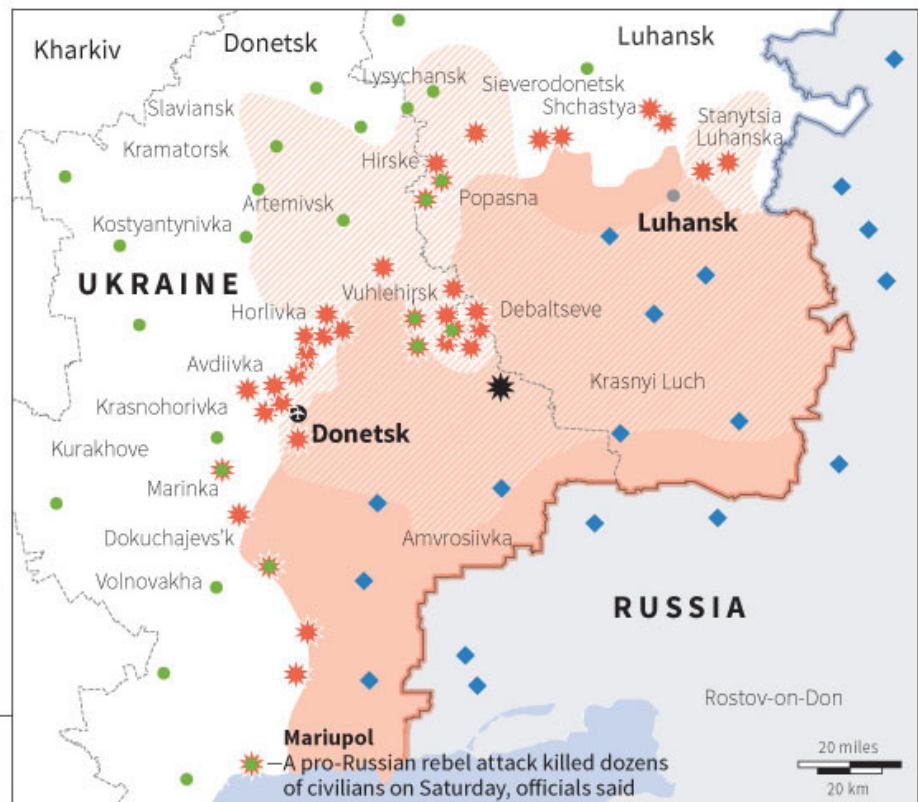 Kharkiv
Donetsk
Luhansk
Lysychansk
Sieverodonetsk
Slaviansk
Shchastya
Stanytsia
Luhanska
Kramatorsk
Hirske
Artemivsk
Popasna
Kostyantynivka
Luhansk
UKRAINE
Vuhlehirsk
Horlivka
Debaltseve
Avdiivka
Krasnyi Luch
Krasnohorivka
Donetsk
Kurakhove
Marinka
Dokuchajevs'k
Amvrosiivka
Volnovakha
RUSSIA
Rostov-on-Don
Mariupol
—A pro-Russian rebel attack killed dozens
of civilians on Saturday, officials said
20 miles
20 km